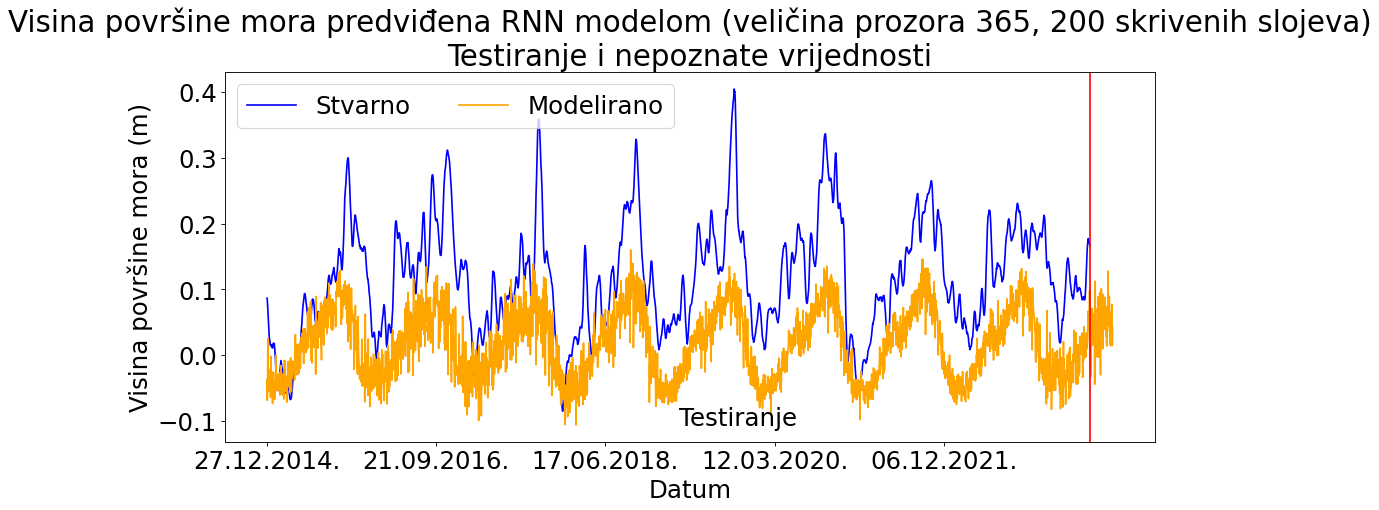 Visina površine mora predviđena RNN modelom (veličina prozora 365, 200 skrivenih slojeva)
Testiranje i nepoznate vrijednosti
Stvarno
Modelirano
Visina površine mora (m)
0.4
0.3
0.2
0.1
0.0
−0.1
Testiranje
27.12.2014.
21.09.2016.
17.06.2018.
12.03.2020.
06.12.2021.
Datum